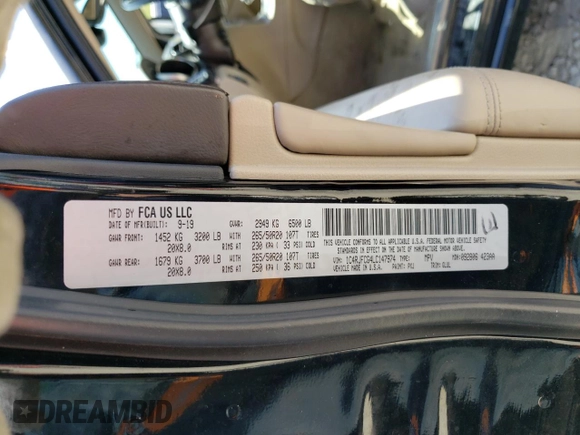 MFD BY FCA US LLC
DATE OF MFR(BUILT): 9-19 GVWR: 2949 KG 6500 LB
GAWR FRONT: 1452 KG 3200 LB WITH 265/50R20 107T TIRES
20X8.0 RIMS AT 230 KPA 33 PSI COLD
GAWR REAR: 1679 KG 3700 LB WITH 265/50R20 107T TIRES
20X8.0 RIMS AT 250 KPA 36 PSI COLD
THIS VEHICLE CONFORMS TO ALL APPLICABLE U.S.A. FEDERAL MOTOR VEHICLE SAFETY
STANDARDS IN EFFECT ON THE DATE OF MANUFACTURE SHOWN ABOVE.
VIN: 1C4RJFCG4LC147974 MPV
MADE IN U.S.A. PAINT: TRIM:
DREAMBID